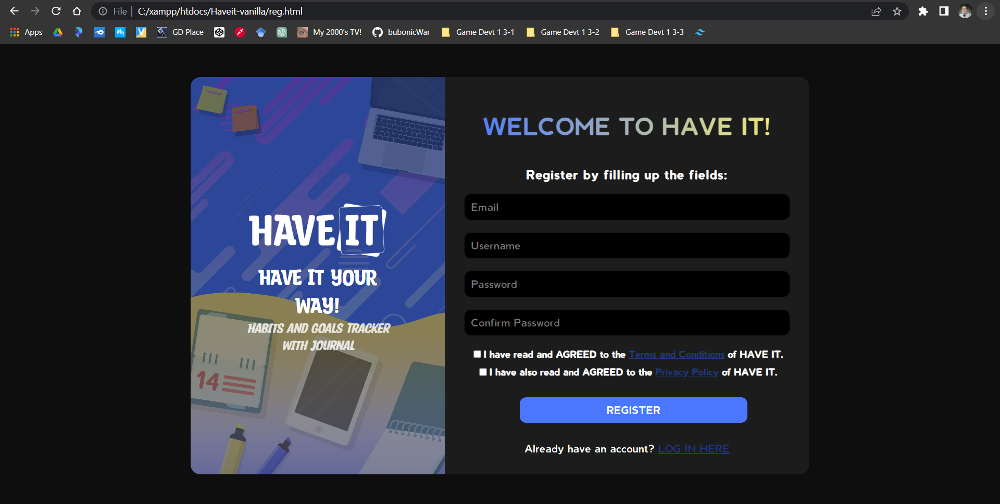 File | C:/xampp/htdocs/Haveit-vanilla/reg.html
Apps
GD Place
My 2000's TV!
bubonicWar
Game Devt 1 3-1
Game Devt 1 3-2
Game Devt 1 3-3
HAVE IT
HAVE IT YOUR
WAY!
HABITS AND GOALS TRACKER
WITH JOURNAL
14
WELCOME TO HAVE IT!
Register by filling up the fields:
Email
Username
Password
Confirm Password
I have read and AGREED to the Terms and Conditions of HAVE IT.
I have also read and AGREED to the Privacy Policy of HAVE IT.
REGISTER
Already have an account? LOG IN HERE